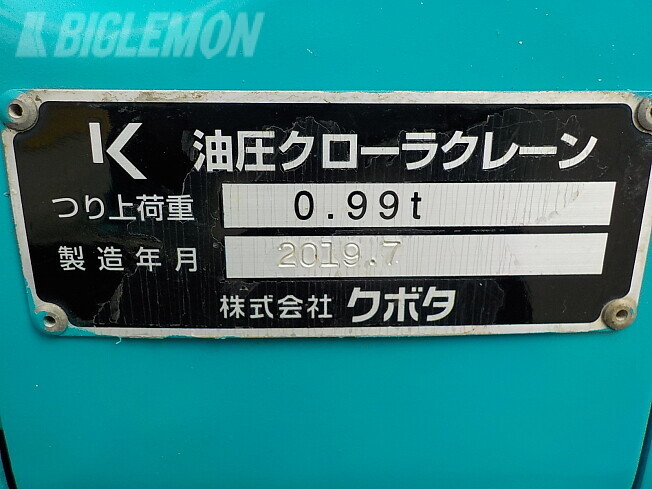 BIGLEMON
K 油圧クローラクレーン
つり上荷重 0.99t
製造年月 2019.7
株式会社 クボタ